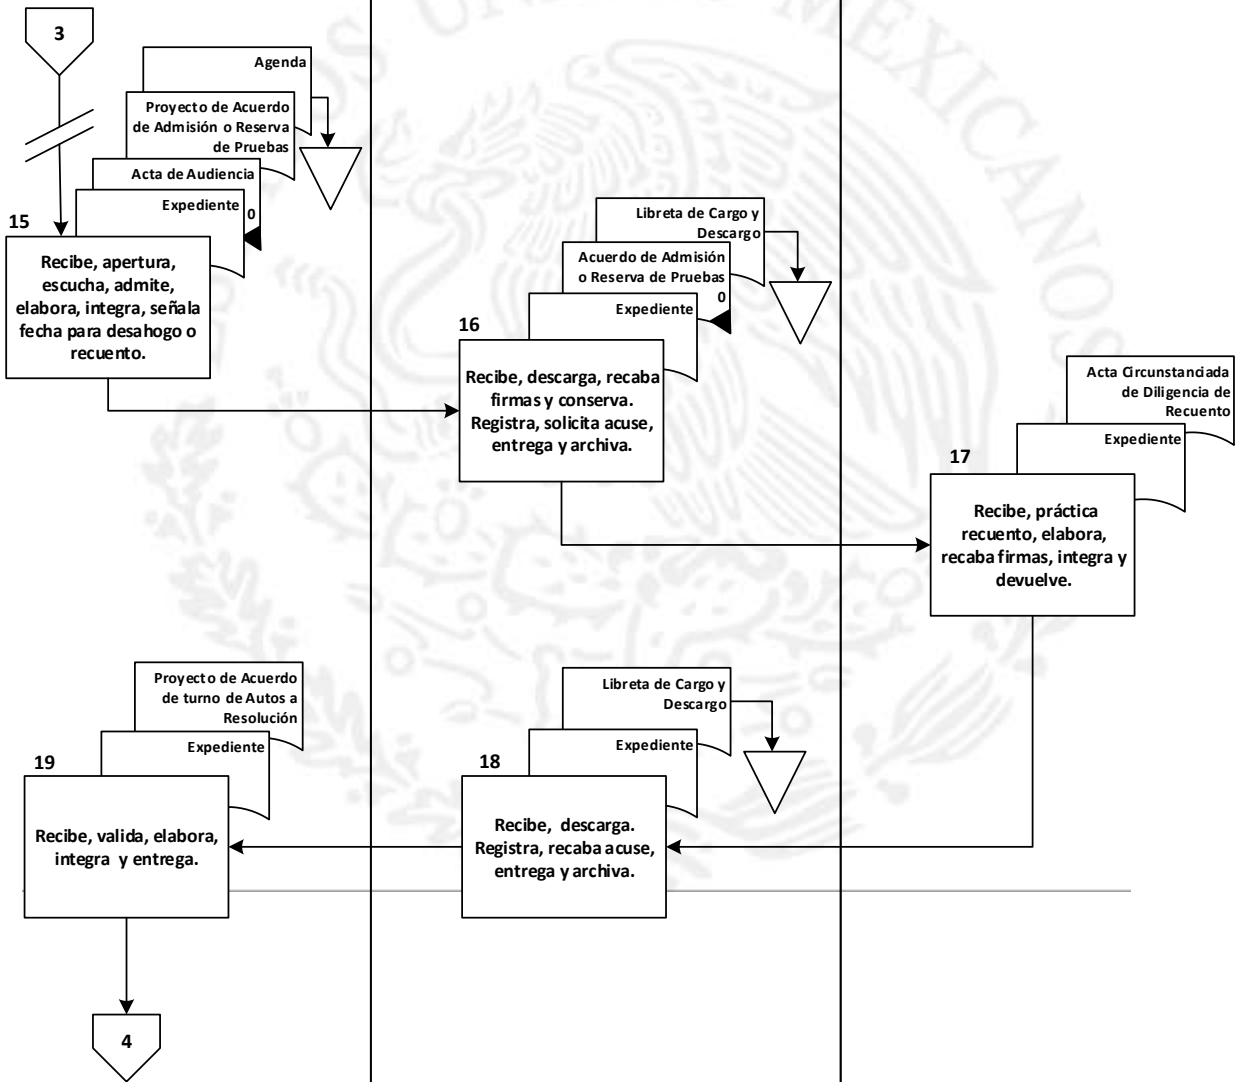 UNIDOS MEXICANOS
3
Agenda
Proyecto de Acuerdo
de Admisión o Reserva
de Pruebas
Acta de Audiencia
Expediente
0
15
Recibe, apertura,
escucha, admite,
elabora, integra, señala
fecha para desahogo o
recuento.
Libreta de Cargo y
Descargo
Acuerdo de Admisión
o Reserva de Pruebas
0
Expediente
16
Recibe, descarga, recaba
firmas y conserva.
Registra, solicita acuse,
entrega y archiva.
Acta Circunstanciada
de Diligencia de
Recuento
Expediente
17
Recibe, práctica
recuento, elabora,
recaba firmas, integra y
devuelve.
Proyecto de Acuerdo
de turno de Autos a
Resolución
Expediente
19
Recibe, valida, elabora,
integra y entrega.
Libreta de Cargo y
Descargo
Expediente
18
Recibe, descarga.
Registra, recaba acuse,
entrega y archiva.
4